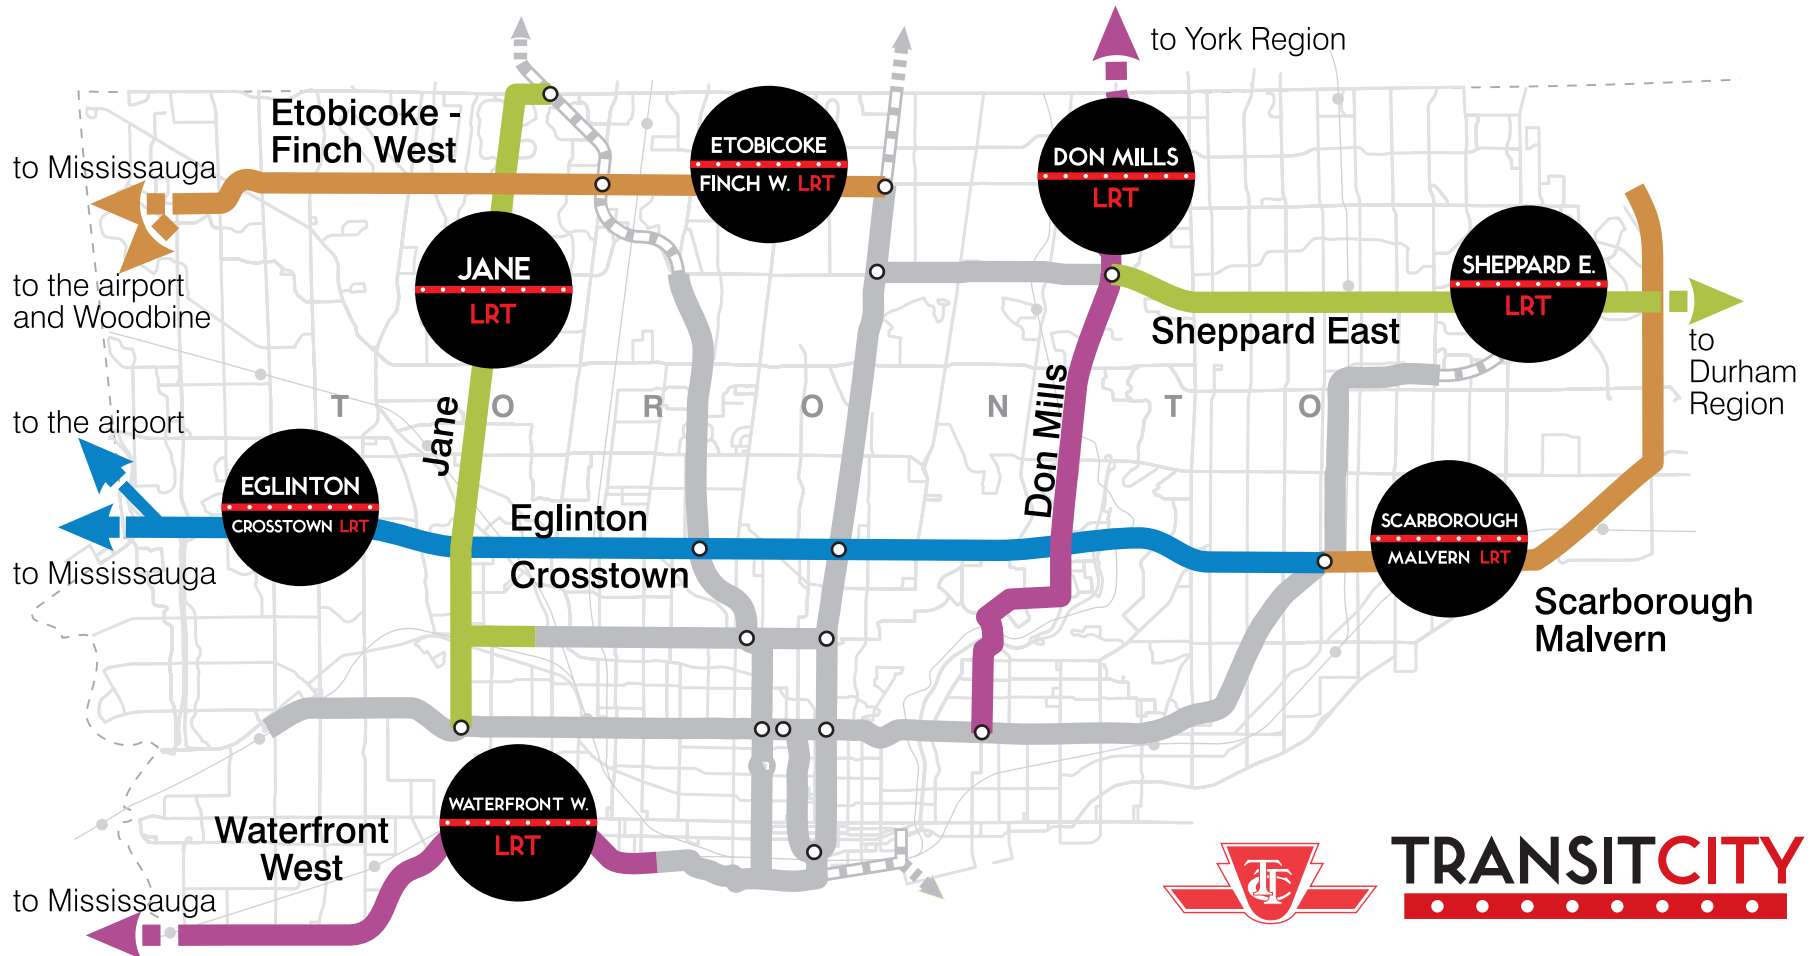 to York Region
Etobicoke -
Finch West
to Mississauga
ETOBICOKE
FINCH W. LRT
DON MILLS
LRT
to the airport
and Woodbine
JANE
LRT
SHEPPARD E.
LRT
Sheppard East
to
Durham
Region
T O R O N T O
Jane
Don Mills
to the airport
EGLINTON
CROSSTOWN LRT
Eglinton
Crosstown
to Mississauga
SCARBOROUGH
MALVERN LRT
Scarborough
Malvern
WATERFRONT W.
LRT
Waterfront
West
to Mississauga
TTC
TRANSITCITY